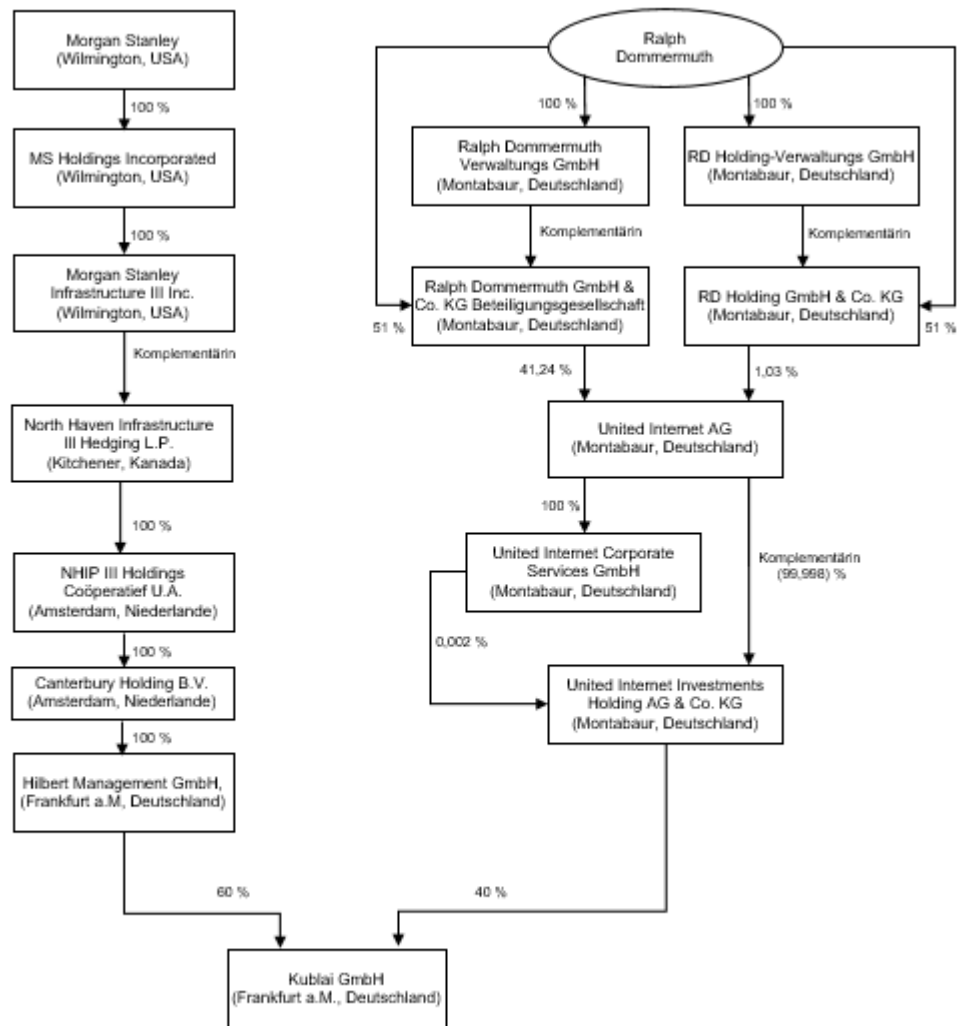 Morgan Stanley
(Wilmington, USA)
100 %
MS Holdings Incorporated
(Wilmington, USA)
100 %
Morgan Stanley
Infrastructure III Inc.
(Wilmington, USA)
Komplementärin
North Haven Infrastructure
III Hedging L.P.
(Kitchener, Kanada)
100 %
NHIP III Holdings
Coöperatief U.A.
(Amsterdam, Niederlande)
100 %
Canterbury Holding B.V.
(Amsterdam, Niederlande)
100 %
Hilbert Management GmbH,
(Frankfurt a.M, Deutschland)
60 %
Ralph
Dommermuth
100 %
100 %
Ralph Dommermuth
Verwaltungs GmbH
(Montabaur, Deutschland)
RD Holding-Verwaltungs GmbH
(Montabaur, Deutschland)
Komplementärin
Komplementärin
Ralph Dommermuth GmbH &
Co. KG Beteiligungsgesellschaft
(Montabaur, Deutschland)
RD Holding GmbH & Co. KG
(Montabaur, Deutschland)
51 %
51 %
41,24 %
1,03 %
United Internet AG
(Montabaur, Deutschland)
100 %
United Internet Corporate
Services GmbH
(Montabaur, Deutschland)
Komplementärin
(99,998) %
0,002 %
United Internet Investments
Holding AG & Co. KG
(Montabaur, Deutschland)
40 %
Kublai GmbH
(Frankfurt a.M., Deutschland)